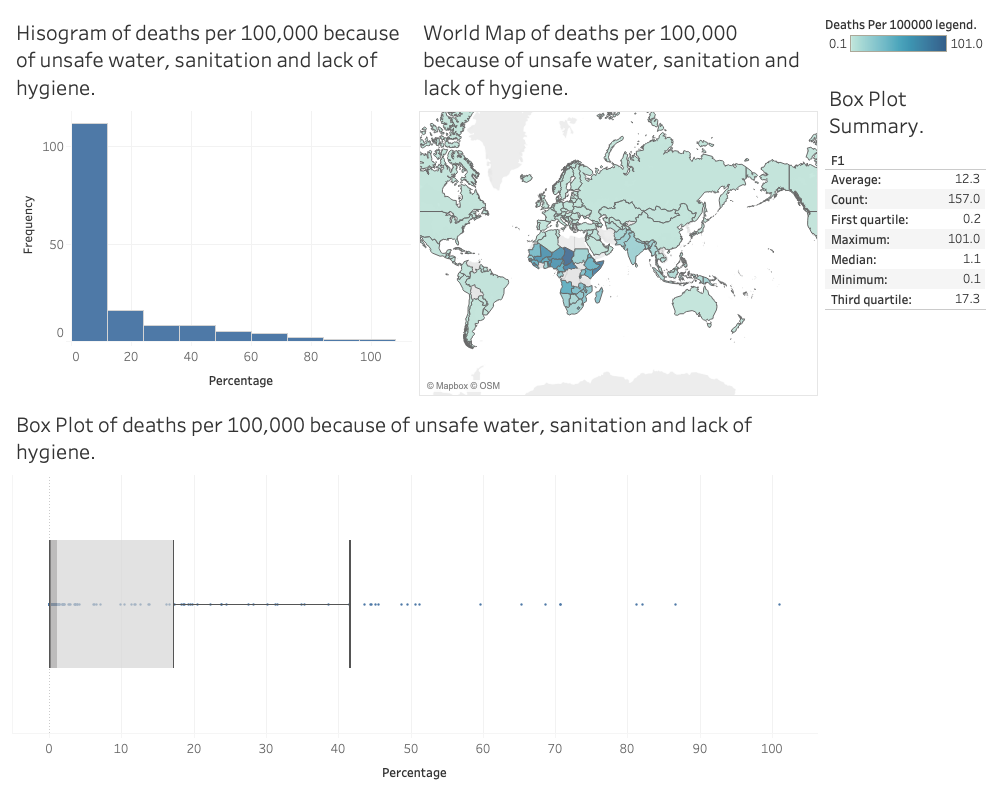 Hisogram of deaths per 100,000 because
of unsafe water, sanitation and lack of
hygiene.
100
50
0
Frequency
0 20 40 60 80 100
Percentage
World Map of deaths per 100,000
because of unsafe water, sanitation and
lack of hygiene.
© Mapbox © OSM
Deaths Per 100000 legend.
0.1 101.0
Box Plot
Summary.
F1
Average: 12.3
Count: 157.0
First quartile: 0.2
Maximum: 101.0
Median: 1.1
Minimum: 0.1
Third quartile: 17.3
Box Plot of deaths per 100,000 because of unsafe water, sanitation and lack of
hygiene.
0 10 20 30 40 50 60 70 80 90 100
Percentage